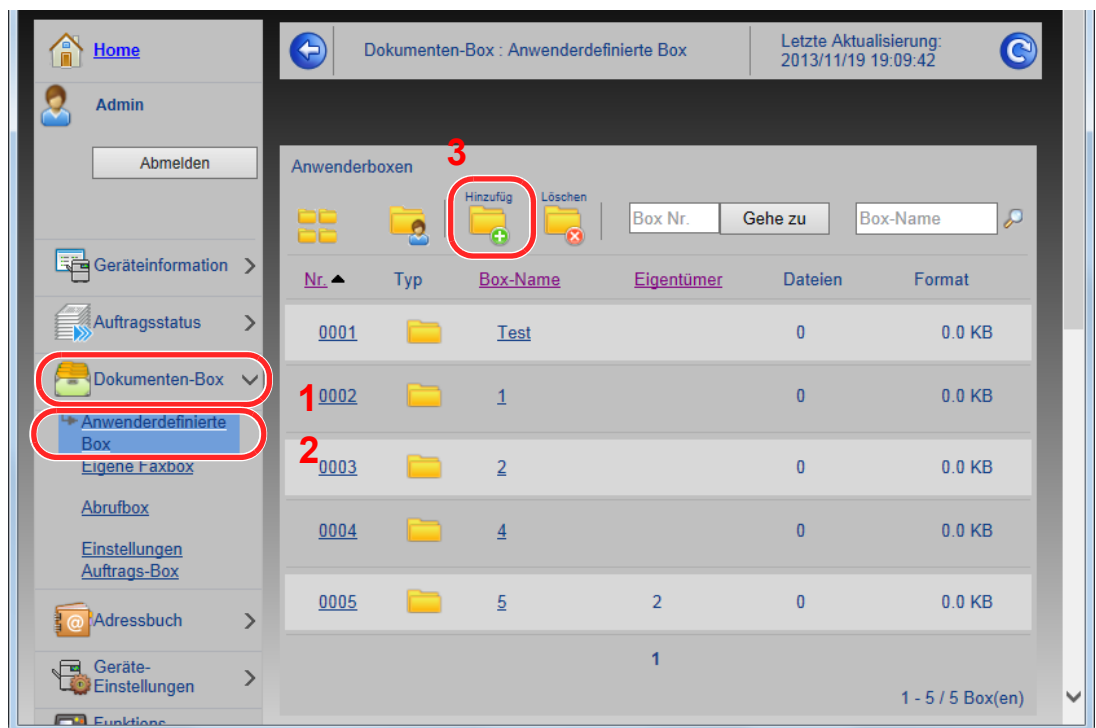 Home
Admin
Abmelden
Geräteinformation
Auftragsstatus
Dokumenten-Box
1
Anwenderdefinierte
Box
2
Eigene Faxbox
Abrufbox
Einstellungen
Auftrags-Box
Adressbuch
Geräte-
Einstellungen
Funktions
Dokumenten-Box : Anwenderdefinierte Box
Letzte Aktualisierung:
2013/11/19 19:09:42
Anwenderboxen
3
Hinzufüg Löschen
Box Nr. Gehe zu Box-Name
Nr. Typ Box-Name Eigentümer Dateien Format
0001 Test 0 0.0 KB
0002 1 0 0.0 KB
0003 2 0 0.0 KB
0004 4 0 0.0 KB
0005 5 2 0 0.0 KB
1
1 - 5 / 5 Box(en)